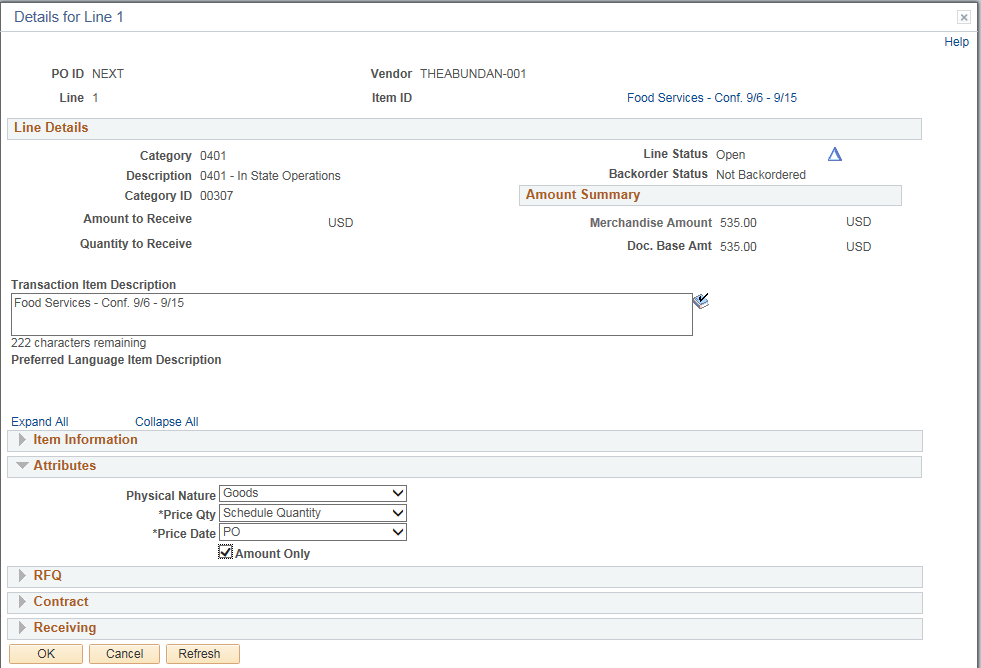 Details for Line 1
Help
PO ID NEXT Vendor THEABUNDAN-001
Line 1 Item ID Food Services - Conf. 9/6 - 9/15
Line Details
Category 0401 Line Status Open
Description 0401 - In State Operations Backorder Status Not Backordered
Category ID 00307 Amount Summary
Amount to Receive USD Merchandise Amount 535.00 USD
Quantity to Receive Doc. Base Amt 535.00 USD
Transaction Item Description
Food Services - Conf. 9/6 - 9/15
222 characters remaining
Preferred Language Item Description
Expand All Collapse All
Item Information
Attributes
Physical Nature Goods
*Price Qty Schedule Quantity
*Price Date PO
Amount Only
RFQ
Contract
Receiving
OK Cancel Refresh